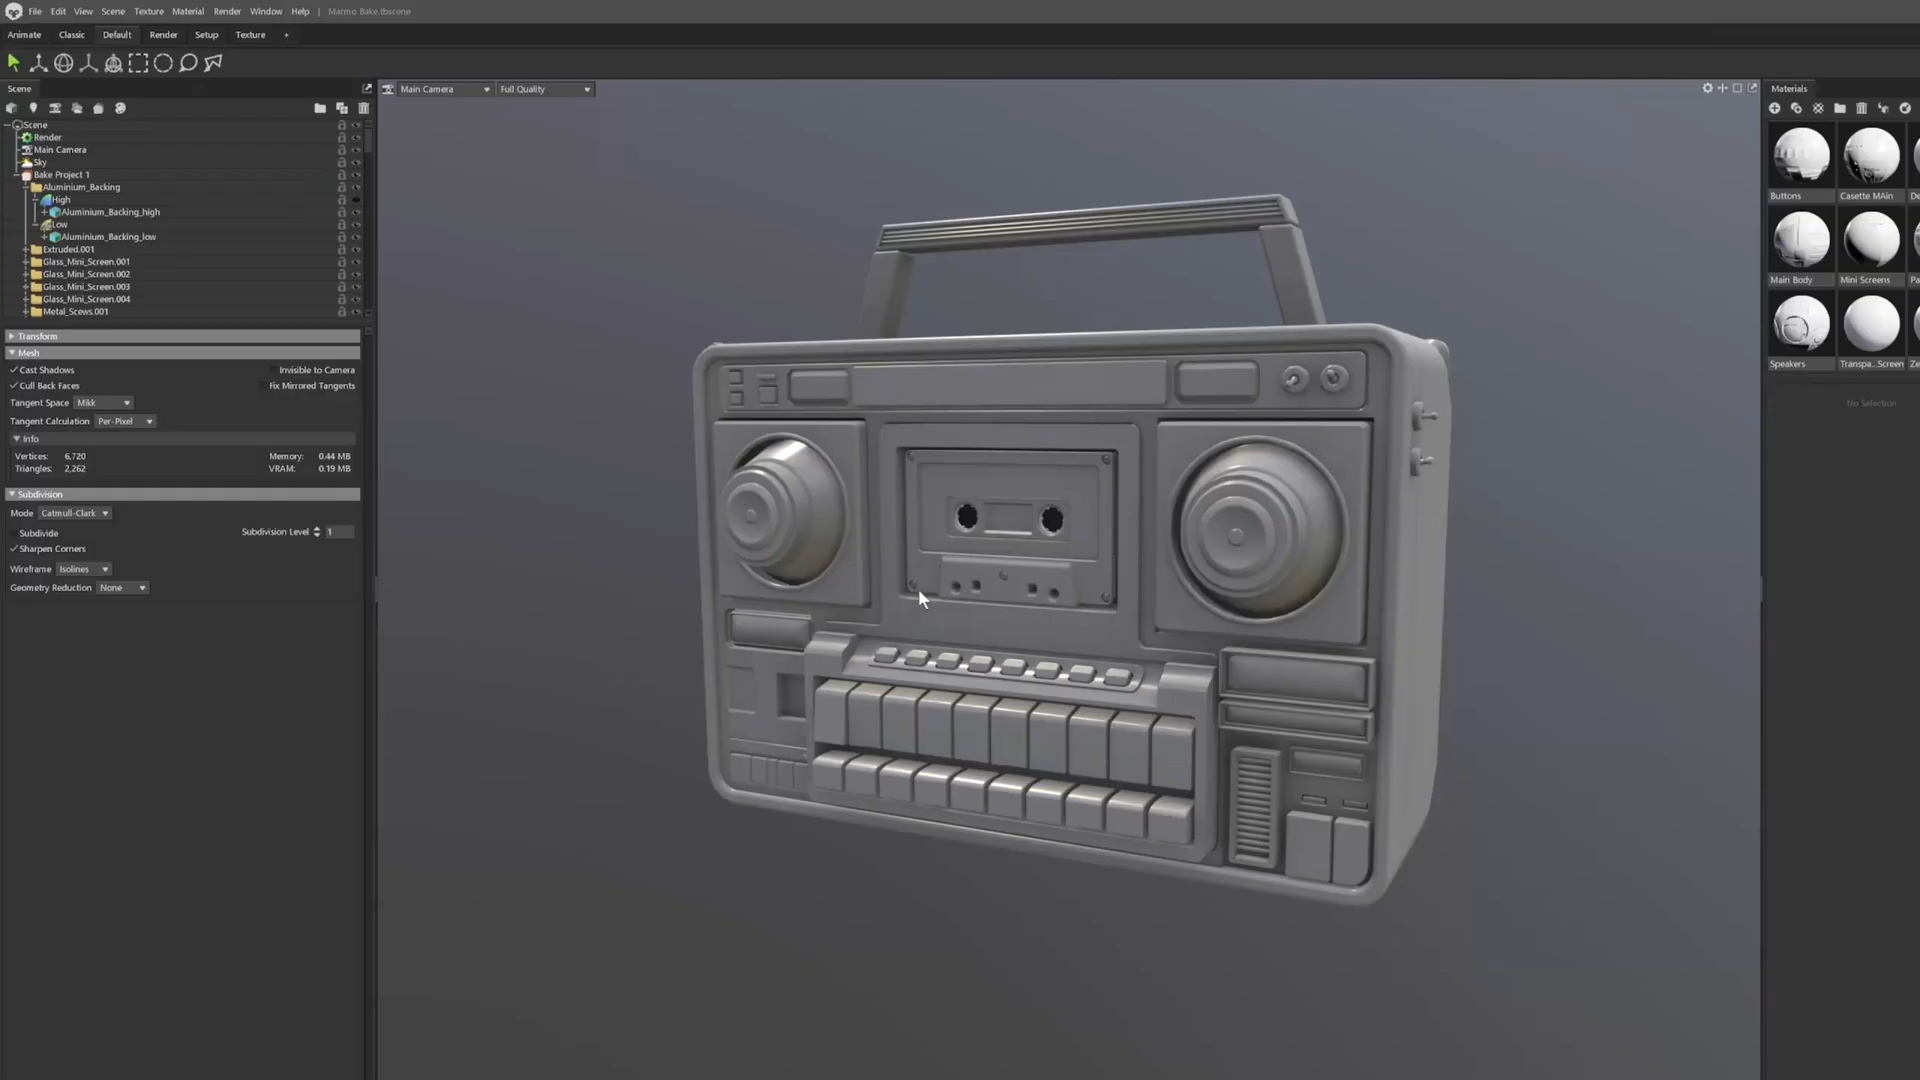 File Edit View Scene Texture Material Render Window Help | Marmo Bake.tbscene
Animate Classic Default Render Setup Texture +
Scene
Main Camera Full Quality
Materials
Scene
Render
Main Camera
Sky
Bake Project 1
Aluminium_Backing
High
Aluminium_Backing_high
Low
Aluminium_Backing_low
Extruded.001
Glass_Mini_Screen.001
Glass_Mini_Screen.002
Glass_Mini_Screen.003
Glass_Mini_Screen.004
Metal_Scews.001
Transform
Mesh
Cast Shadows Invisible to Camera
Cull Back Faces Fix Mirrored Tangents
Tangent Space Mikk
Tangent Calculation Per-Pixel
Info
Vertices: 6,720 Memory: 0.44 MB
Triangles: 2,262 VRAM: 0.19 MB
Subdivision
Mode Catmull-Clark
Subdivide Subdivision Level 1
Sharpen Corners
Wireframe Isolines
Geometry Reduction None
Buttons Casette MAin De
Main Body Mini Screens Pa
Speakers Transpa...Screen Ze
No Selection